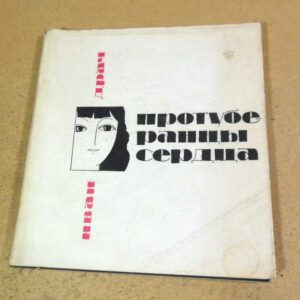 иван драч
протубе
ранцы
сердца